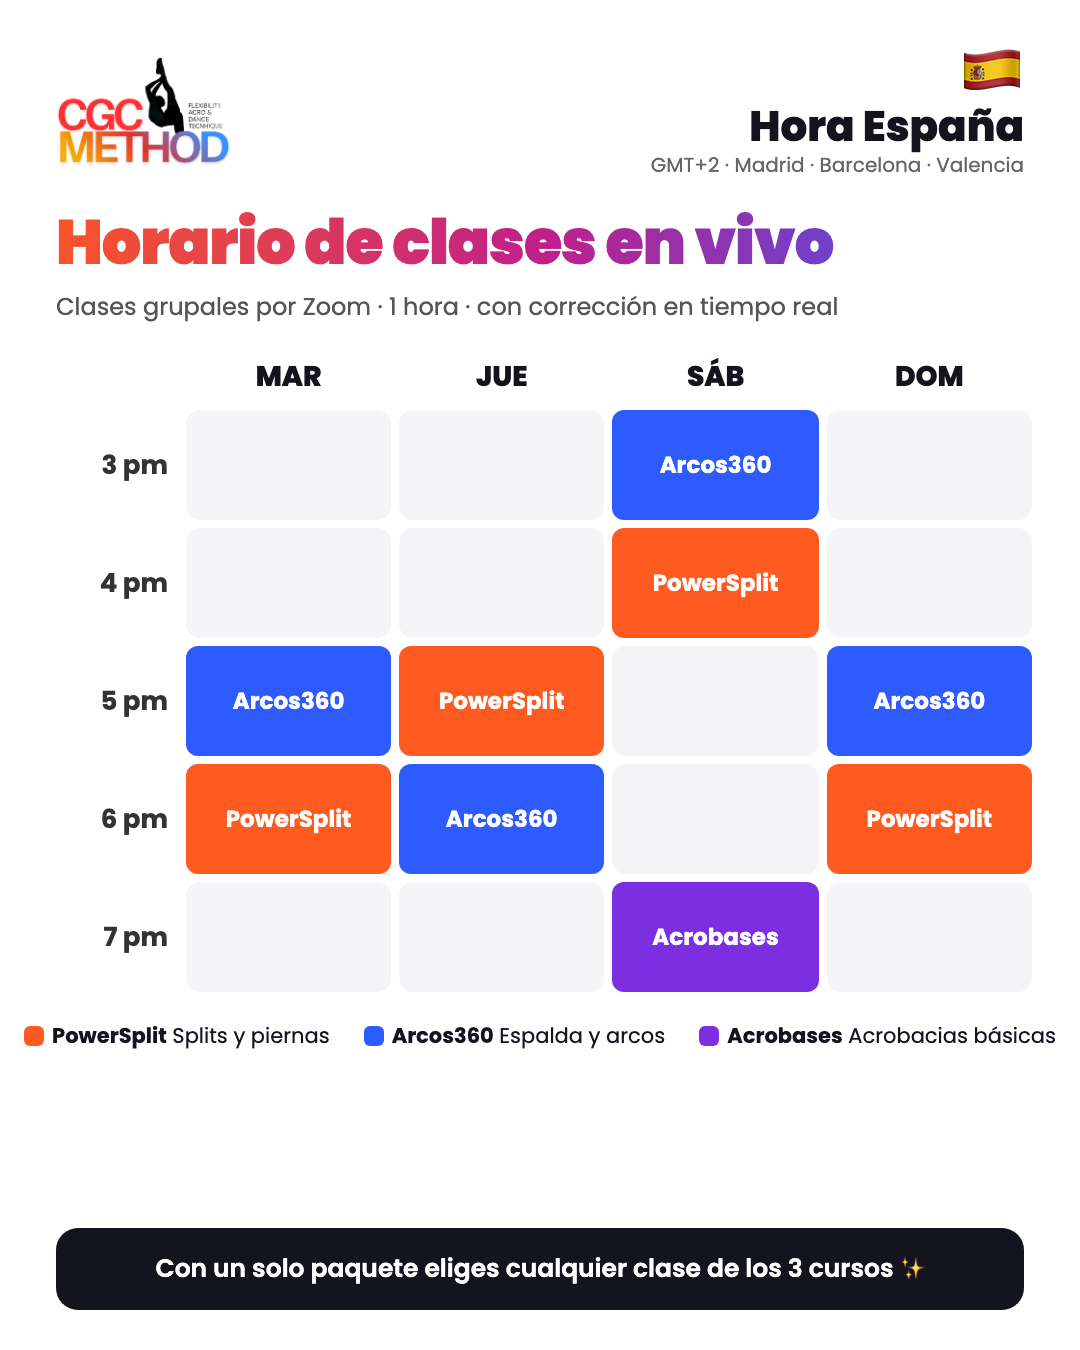 CGC
METHOD
FLEXIBILITY,
ACRO &
DANCE
TECNHIQUE
Hora España
GMT+2 · Madrid · Barcelona · Valencia
Horario de clases en vivo
Clases grupales por Zoom · 1 hora · con corrección en tiempo real
MAR JUE SÁB DOM
3 pm Arcos360
4 pm PowerSplit
5 pm Arcos360 PowerSplit Arcos360
6 pm PowerSplit Arcos360 PowerSplit
7 pm Acrobases
PowerSplit Splits y piernas Arcos360 Espalda y arcos Acrobases Acrobacias básicas
Con un solo paquete eliges cualquier clase de los 3 cursos ✨